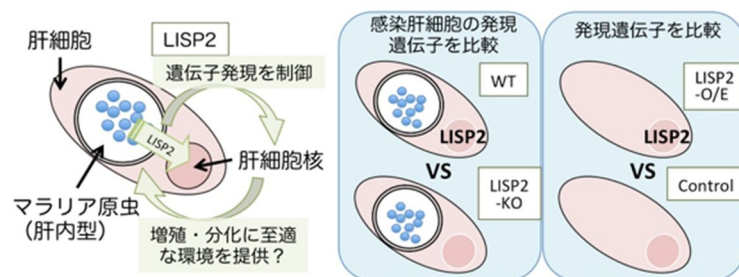 LISP2
肝細胞
遺伝子発現を制御
LISP2
肝細胞核
マラリア原虫
(肝内型)
増殖・分化に至適
な環境を提供？
感染肝細胞の発現
遺伝子を比較
WT
LISP2
VS
LISP2
-KO
発現遺伝子を比較
LISP2
-O/E
LISP2
VS
Control